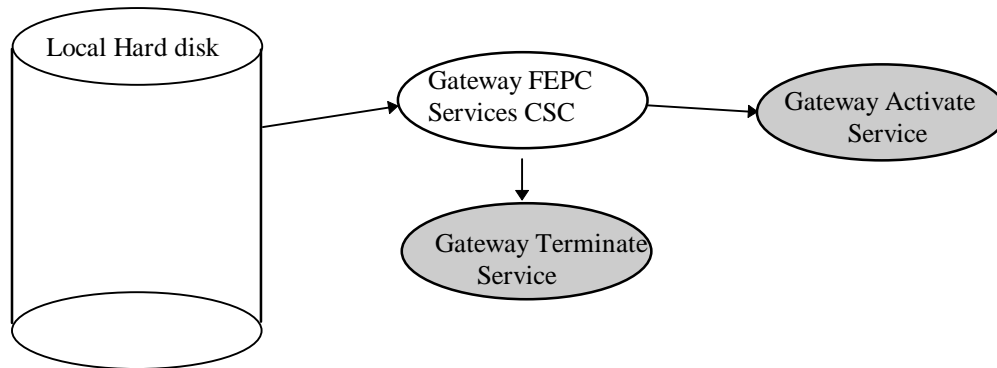 Local Hard disk
Gateway FEPC
Services CSC
Gateway Activate
Service
Gateway Terminate
Service